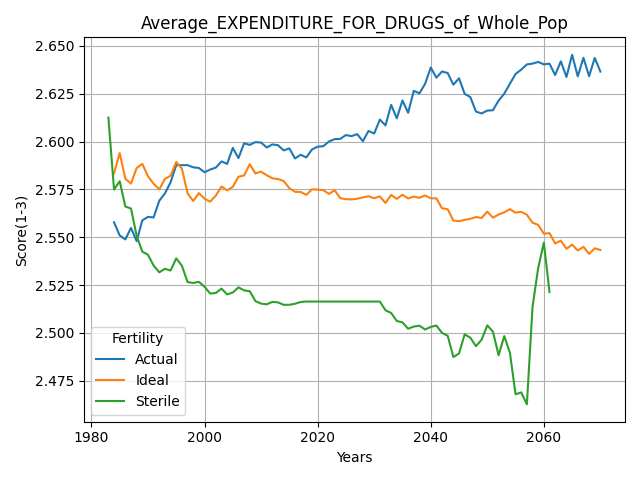 Average_EXPENDITURE_FOR_DRUGS_of_Whole_Pop
2.650
2.625
2.600
2.575
2.550
2.525
2.500
2.475
Score(1-3)
Fertility
Actual
Ideal
Sterile
1980 2000 2020 2040 2060
Years